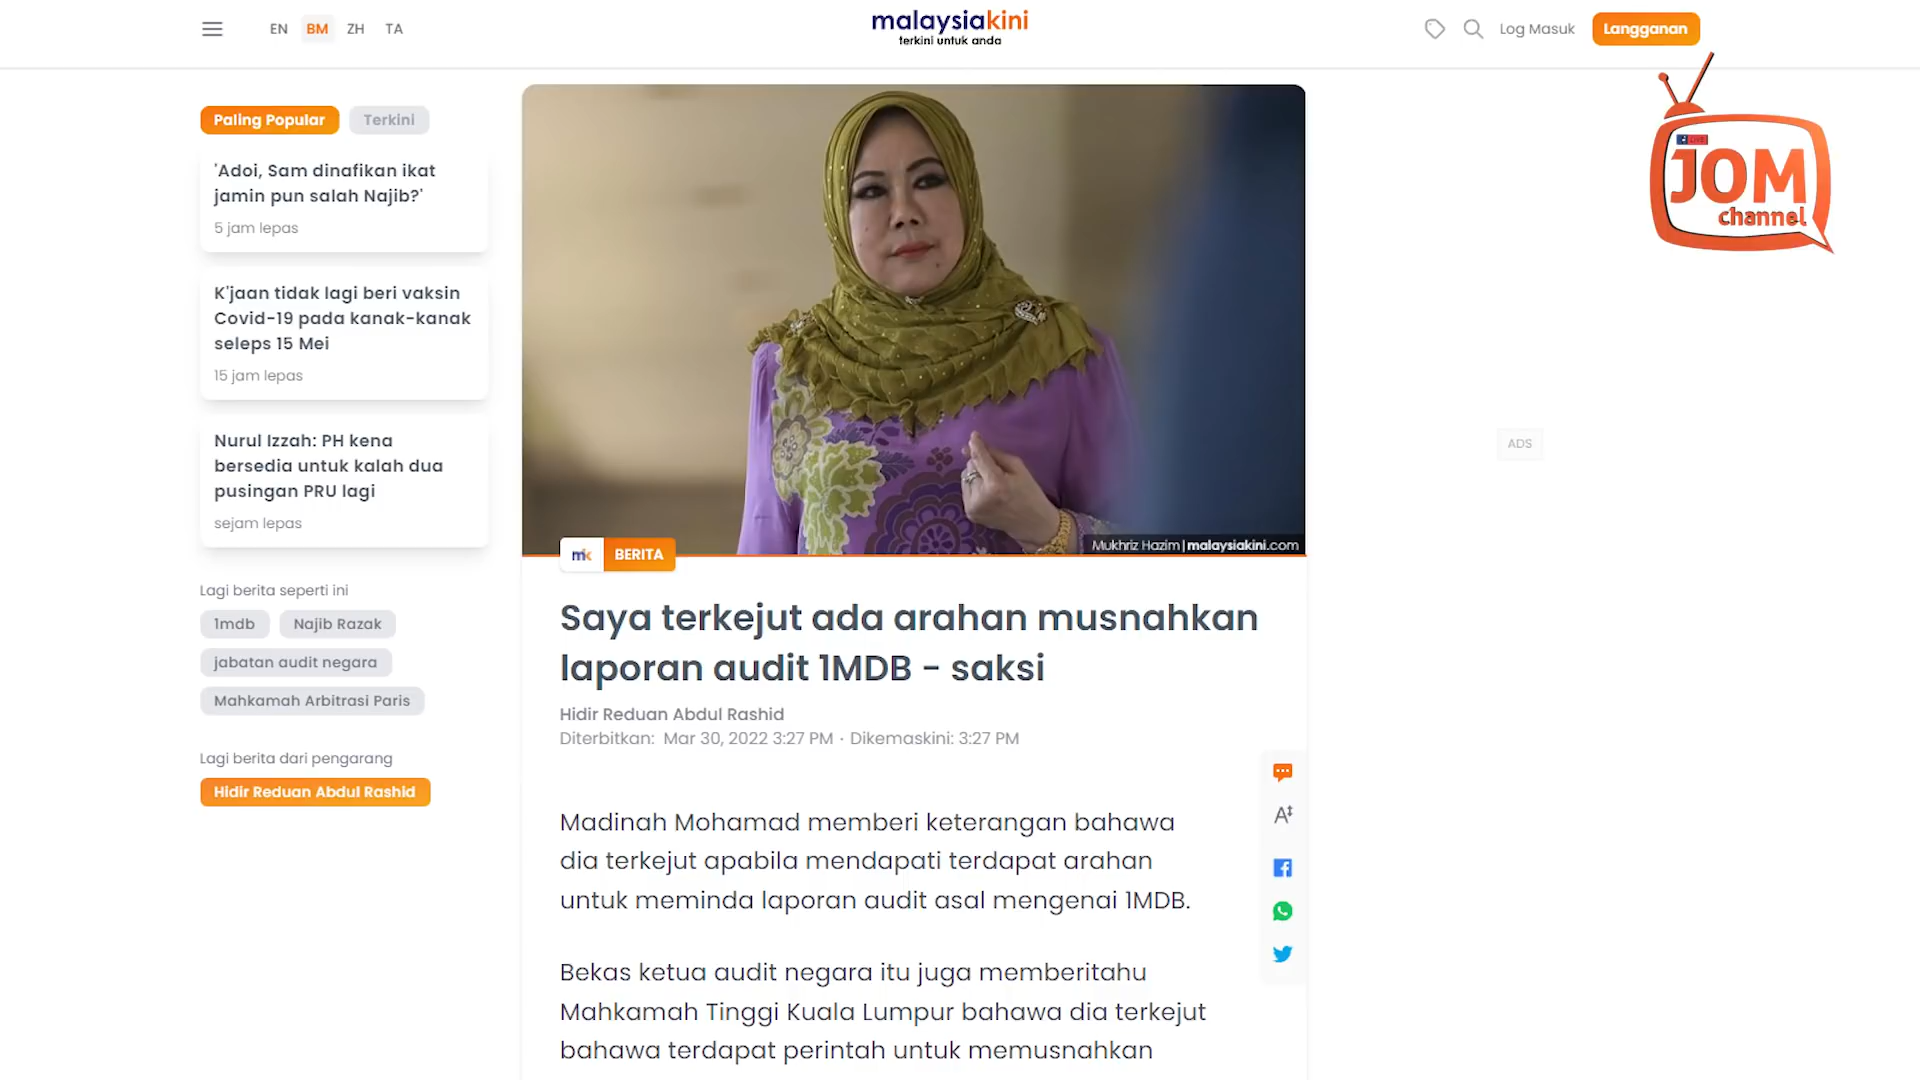 EN BM ZH TA
malaysiakini
terkini untuk anda
Log Masuk
Langganan
Paling Popular
Terkini
'Adoi, Sam dinafikan ikat
jamin pun salah Najib?'
5 jam lepas
K'jaan tidak lagi beri vaksin
Covid-19 pada kanak-kanak
seleps 15 Mei
15 jam lepas
Nurul Izzah: PH kena
bersedia untuk kalah dua
pusingan PRU lagi
sejam lepas
Lagi berita seperti ini
1mdb
Najib Razak
jabatan audit negara
Mahkamah Arbitrasi Paris
Lagi berita dari pengarang
Hidir Reduan Abdul Rashid
Mukhriz Hazim | malaysiakini.com
mk BERITA
Saya terkejut ada arahan musnahkan
laporan audit 1MDB - saksi
Hidir Reduan Abdul Rashid
Diterbitkan: Mar 30, 2022 3:27 PM · Dikemaskini: 3:27 PM
Madinah Mohamad memberi keterangan bahawa
dia terkejut apabila mendapati terdapat arahan
untuk meminda laporan audit asal mengenai 1MDB.
Bekas ketua audit negara itu juga memberitahu
Mahkamah Tinggi Kuala Lumpur bahawa dia terkejut
bahawa terdapat perintah untuk memusnahkan
JOM
channel
ADS